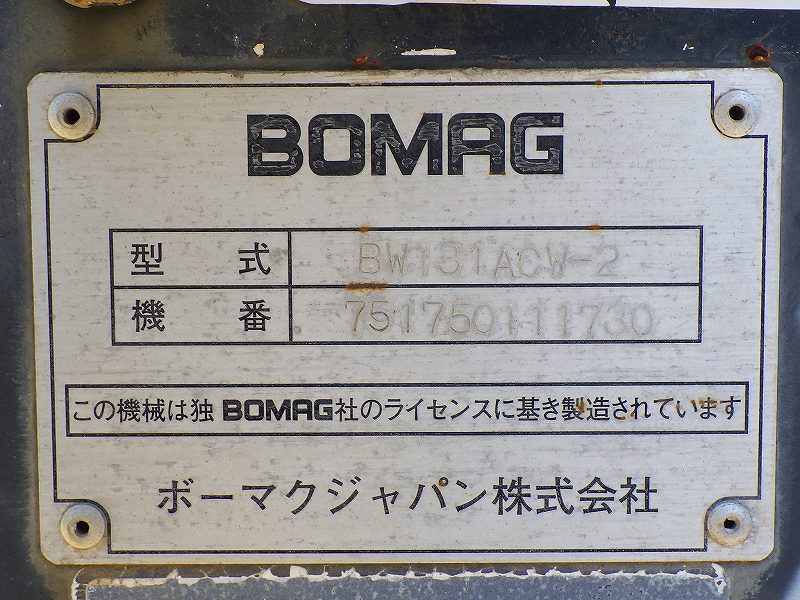 BOMAG
型式 BW131ACW-2
機番 751750111730
この機械は独BOMAG社のライセンスに基き製造されています
ボーマクジャパン株式会社